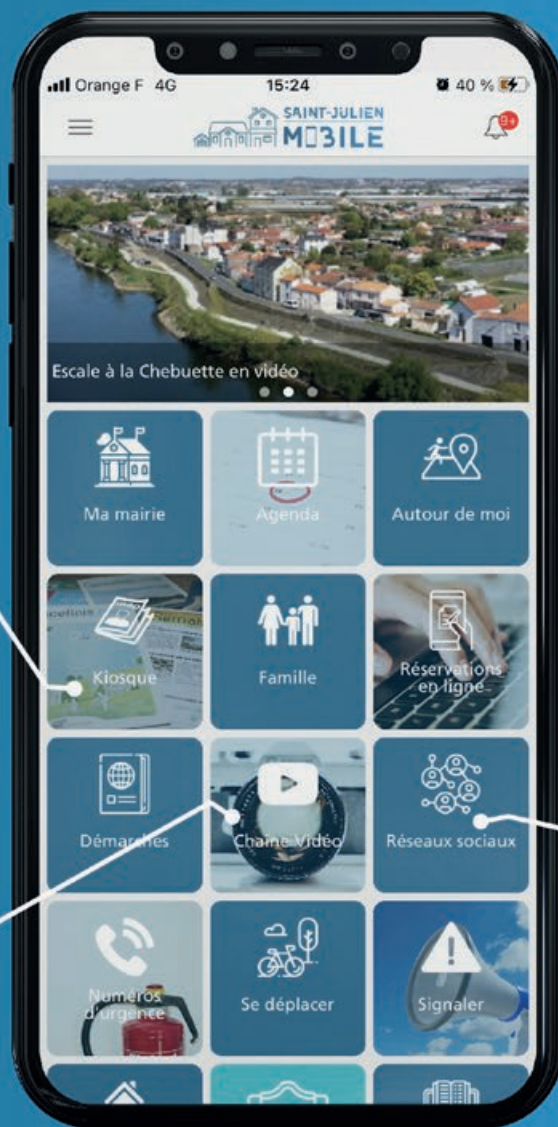 Orange F 4G 15:24 40 %
SAINT-JULIEN
M3BILE
9+
Escale à la Chebuette en vidéo
Ma mairie
Agenda
Autour de moi
Kiosque
Famille
Réservations
en ligne
Démarches
Chaîne Vidéo
Réseaux sociaux
Numéros
d'urgence
Se déplacer
Signaler